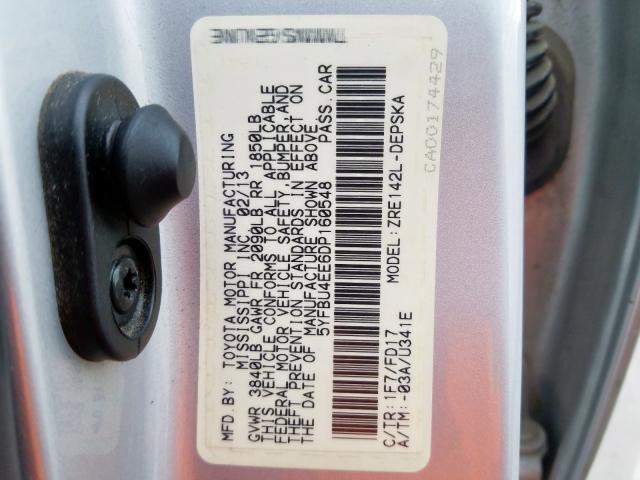 MFD.BY: TOYOTA MOTOR MANUFACTURING
MISSISSIPPI INC. 02/13
GVWR 3840LB GAWR FR 2090LB RR 1850LB
THIS VEHICLE CONFORMS TO ALL APPLICABLE
FEDERAL MOTOR VEHICLE SAFETY, BUMPER, AND
THEFT PREVENTION STANDARDS IN EFFECT ON
THE DATE OF MANUFACTURE SHOWN ABOVE.
5YFBU4EE6DP160548 PASS. CAR
C/TR: 1F7/FD17 MODEL: ZRE142L-DEPSKA
A/TM: -03A/U341E
CA00174429